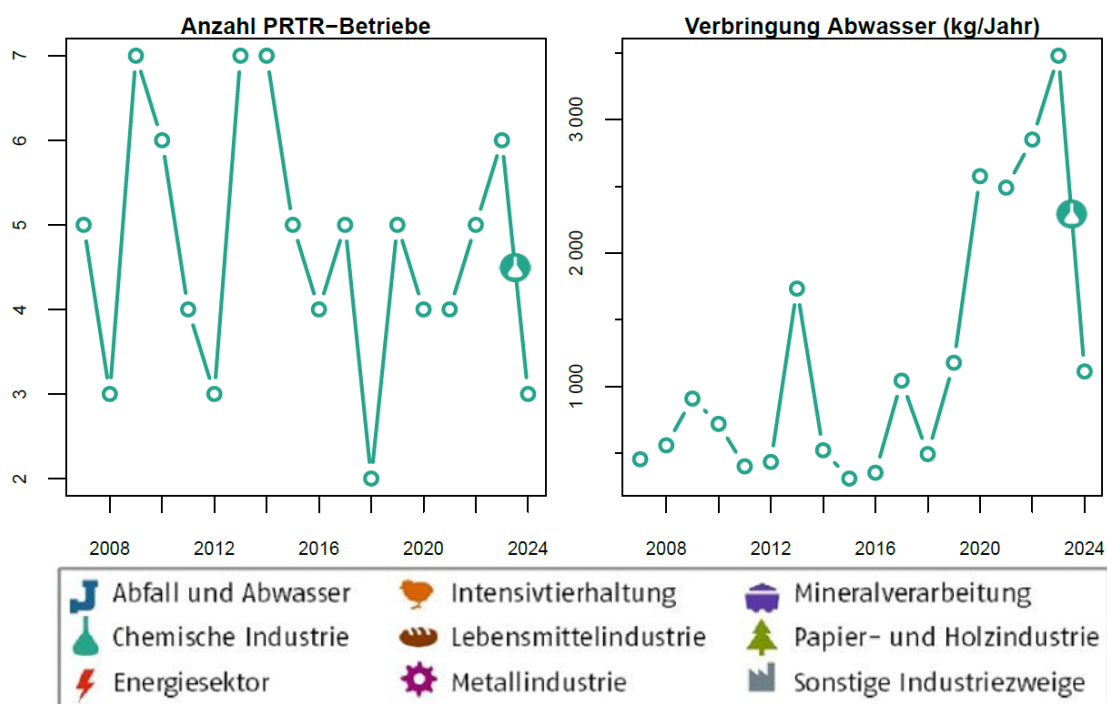 Anzahl PRTR−Betriebe
7
6
5
4
3
2
2008 2012 2016 2020 2024
Verbringung Abwasser (kg/Jahr)
3 000
2 000
1 000
2008 2012 2016 2020 2024
Abfall und Abwasser Intensivtierhaltung Mineralverarbeitung
Chemische Industrie Lebensmittelindustrie Papier− und Holzindustrie
Energiesektor Metallindustrie Sonstige Industriezweige